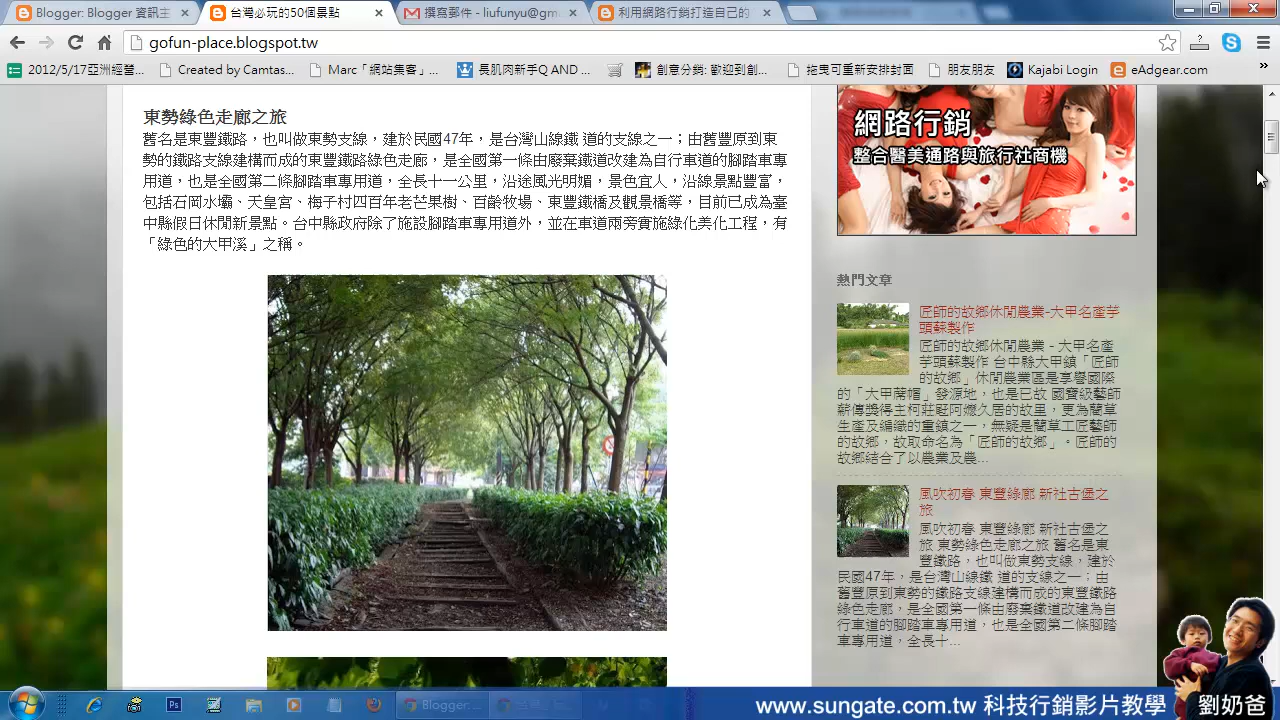 Blogger: Blogger 資訊主
台灣必玩的50個景點
撰寫郵件 - liufunyu@gm
利用網路行銷打造自己的
gofun-place.blogspot.tw
2012/5/17亞洲經營...
Created by Camtas...
Marc「網站集客」...
長肌肉新手Q AND ...
創意分銷: 歡迎到創...
拖曳可重新安排封面
朋友朋友
Kajabi Login
eAdgear.com
東勢綠色走廊之旅
舊名是東豐鐵路，也叫做東勢支線，建於民國47年，是台灣山線鐵 道的支線之一；由舊豐原到東
勢的鐵路支線建構而成的東豐鐵路綠色走廊，是全國第一條由廢棄鐵道改建為自行車道的腳踏車專
用道，也是全國第二條腳踏車專用道，全長十一公里，沿途風光明媚，景色宜人，沿線景點豐富，
包括石岡水壩、天皇宮、梅子村四百年老芒果樹、百齡牧場、東豐鐵橋及觀景橋等，目前已成為臺
中縣假日休閒新景點。台中縣政府除了施設腳踏車專用道外，並在車道兩旁實施綠化美化工程，有
「綠色的大甲溪」之稱。
網路行銷
整合醫美通路與旅行社商機
熱門文章
匠師的故鄉休閒農業-大甲名產芋
頭酥製作
匠師的故鄉休閒農業 - 大甲名產
芋頭酥製作 台中縣大甲鎮「匠師
的故鄉」休閒農業區是享譽國際
的「大甲藺帽」發源地，也是已故 國寶級藝師
薪傳獎得主柯莊屘阿嬤久居的故里，更為藺草
生產及編織的重鎮之一，無疑是藺草工匠藝師
的故鄉，故取命名為「匠師的故鄉」。匠師的
故鄉結合了以農業及農...
風吹初春 東豐綠廊 新社古堡之
旅
風吹初春 東豐綠廊 新社古堡之
旅 東勢綠色走廊之旅 舊名是東
豐鐵路，也叫做東勢支線，建於
民國47年，是台灣山線鐵 道的支線之一；由
舊豐原到東勢的鐵路支線建構而成的東豐鐵路
綠色走廊，是全國第一條由廢棄鐵道改建為自
行車道的腳踏車專用道，也是全國第二條腳踏
車專用道，全長十...
Blogger:...
www.sungate.com.tw 科技行銷影片教學
劉奶爸